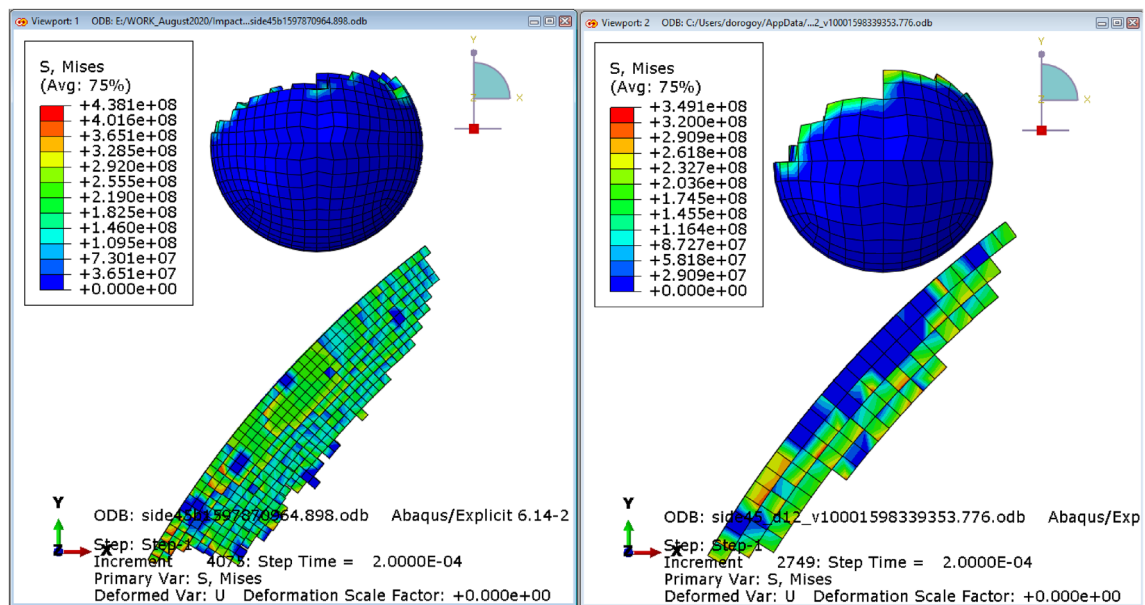 Viewport: 1 ODB: E:/WORK_August2020/Impact...side45b1597870964.898.odb
S, Mises
(Avg: 75%)
+4.381e+08
+4.016e+08
+3.651e+08
+3.285e+08
+2.920e+08
+2.555e+08
+2.190e+08
+1.825e+08
+1.460e+08
+1.095e+08
+7.301e+07
+3.651e+07
+0.000e+00
Y
Z
X
Y
Z
X
ODB: side45b1597870964.898.odb Abaqus/Explicit 6.14-2
Step: Step-1
Increment 4075: Step Time = 2.0000E-04
Primary Var: S, Mises
Deformed Var: U Deformation Scale Factor: +0.000e+00
Viewport: 2 ODB: C:/Users/dorogoy/AppData/...2_v10001598339353.776.odb
S, Mises
(Avg: 75%)
+3.491e+08
+3.200e+08
+2.909e+08
+2.618e+08
+2.327e+08
+2.036e+08
+1.745e+08
+1.455e+08
+1.164e+08
+8.727e+07
+5.818e+07
+2.909e+07
+0.000e+00
Y
Z
X
Y
Z
X
ODB: side45_d12_v10001598339353.776.odb Abaqus/Exp
Step: Step-1
Increment 2749: Step Time = 2.0000E-04
Primary Var: S, Mises
Deformed Var: U Deformation Scale Factor: +0.000e+00